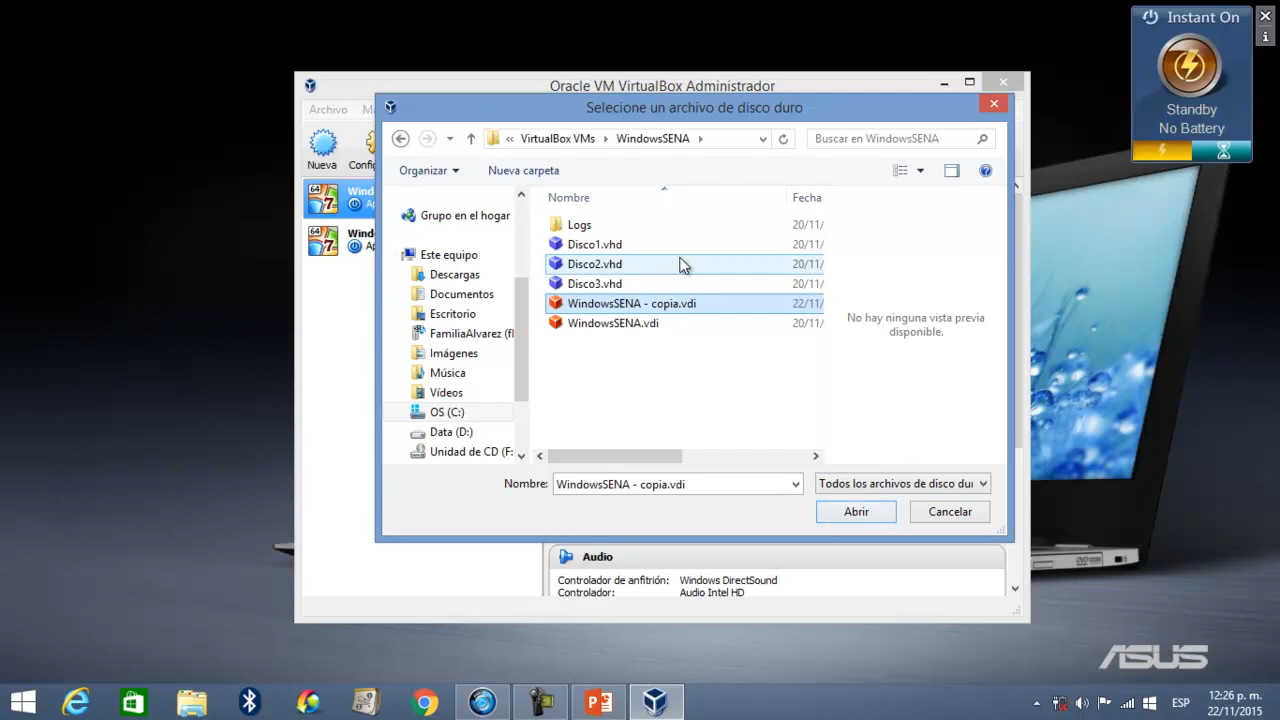 Instant On
Standby
No Battery
Oracle VM VirtualBox Administrador
Archivo
Nueva
Selecione un archivo de disco duro
« VirtualBox VMs WindowsSENA
Buscar en WindowsSENA
Organizar
Nueva carpeta
Grupo en el hogar
Este equipo
Descargas
Documentos
Escritorio
FamiliaAlvarez (fl
Imágenes
Música
Vídeos
OS (C:)
Data (D:)
Unidad de CD (F:
Nombre
Fecha
Logs 20/11/
Disco1.vhd 20/11/
Disco2.vhd 20/11/
Disco3.vhd 20/11/
WindowsSENA - copia.vdi 22/11/
WindowsSENA.vdi 20/11/
No hay ninguna vista previa
disponible.
Nombre: WindowsSENA - copia.vdi
Todos los archivos de disco
Abrir
Cancelar
64
7
64
7
Audio
Controlador de anfitrión: Windows DirectSound
Controlador: Audio Intel HD
ASUS
ESP
12:26 p. m.
22/11/2015